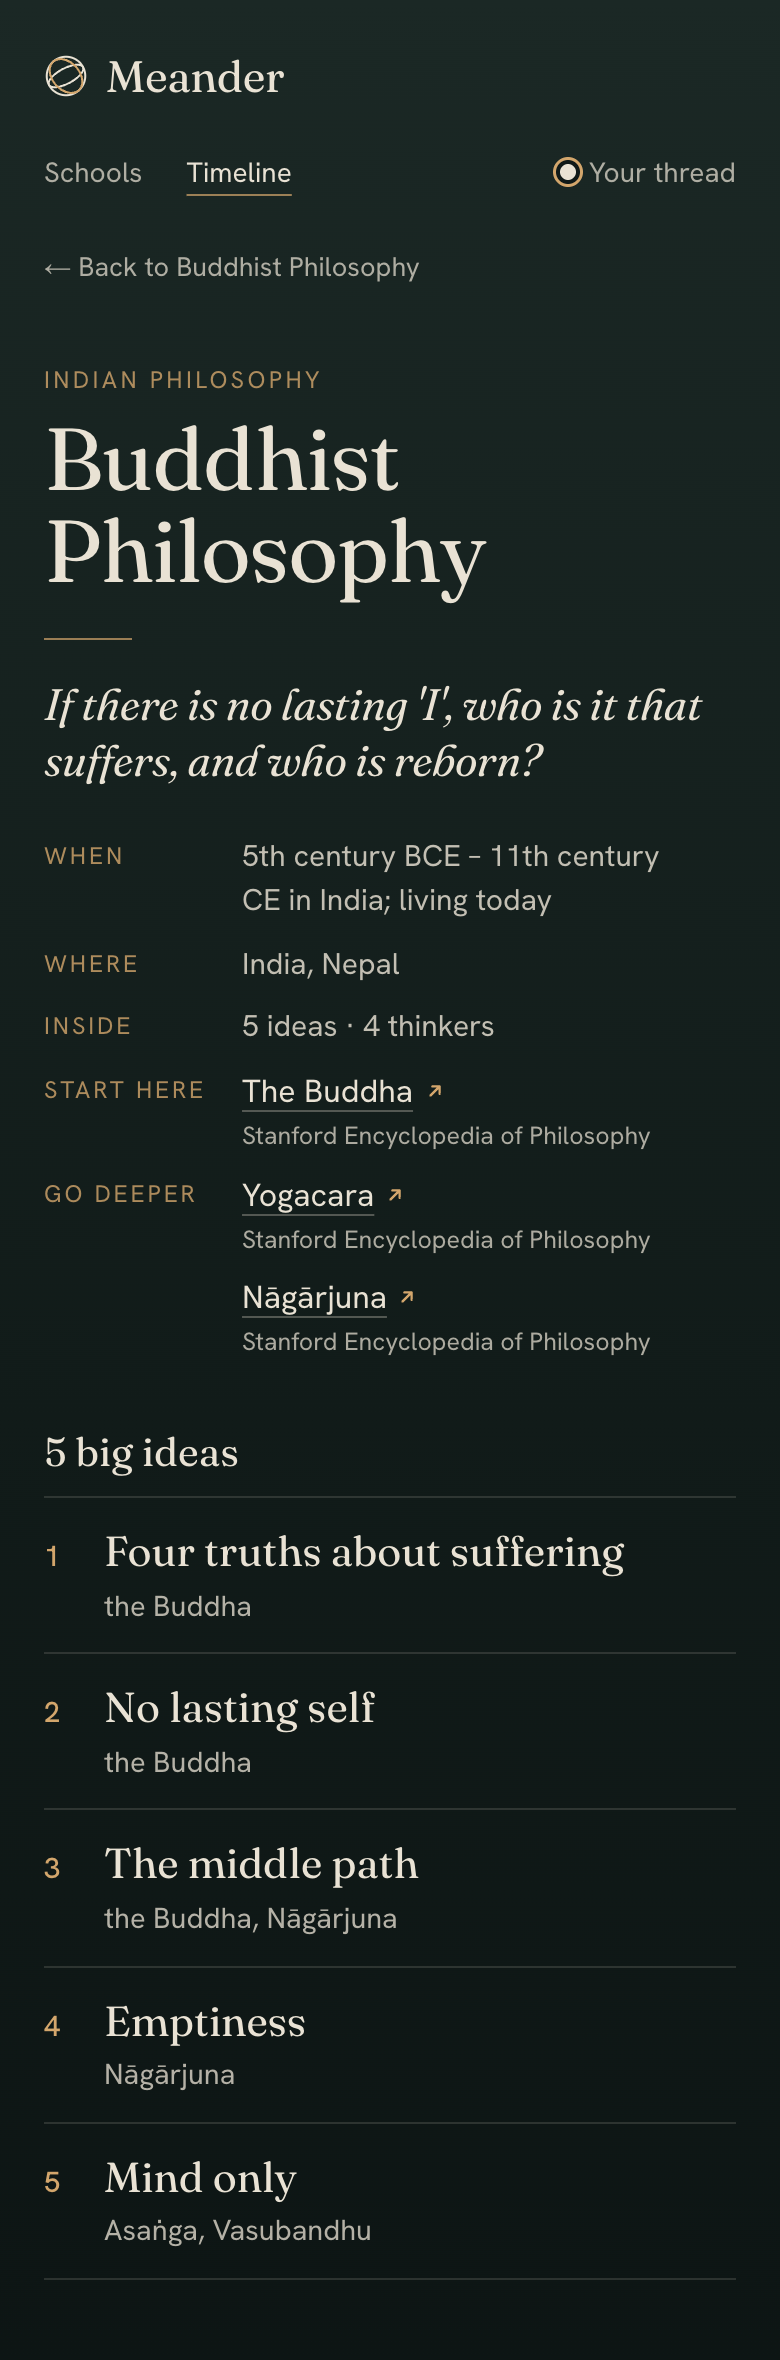 Meander
Schools Timeline Your thread
← Back to Buddhist Philosophy
INDIAN PHILOSOPHY
Buddhist
Philosophy
If there is no lasting 'I', who is it that
suffers, and who is reborn?
WHEN 5th century BCE – 11th century
CE in India; living today
WHERE India, Nepal
INSIDE 5 ideas · 4 thinkers
START HERE The Buddha ↗
Stanford Encyclopedia of Philosophy
GO DEEPER Yogacara ↗
Stanford Encyclopedia of Philosophy
Nāgārjuna ↗
Stanford Encyclopedia of Philosophy
5 big ideas
1 Four truths about suffering
the Buddha
2 No lasting self
the Buddha
3 The middle path
the Buddha, Nāgārjuna
4 Emptiness
Nāgārjuna
5 Mind only
Asaṅga, Vasubandhu